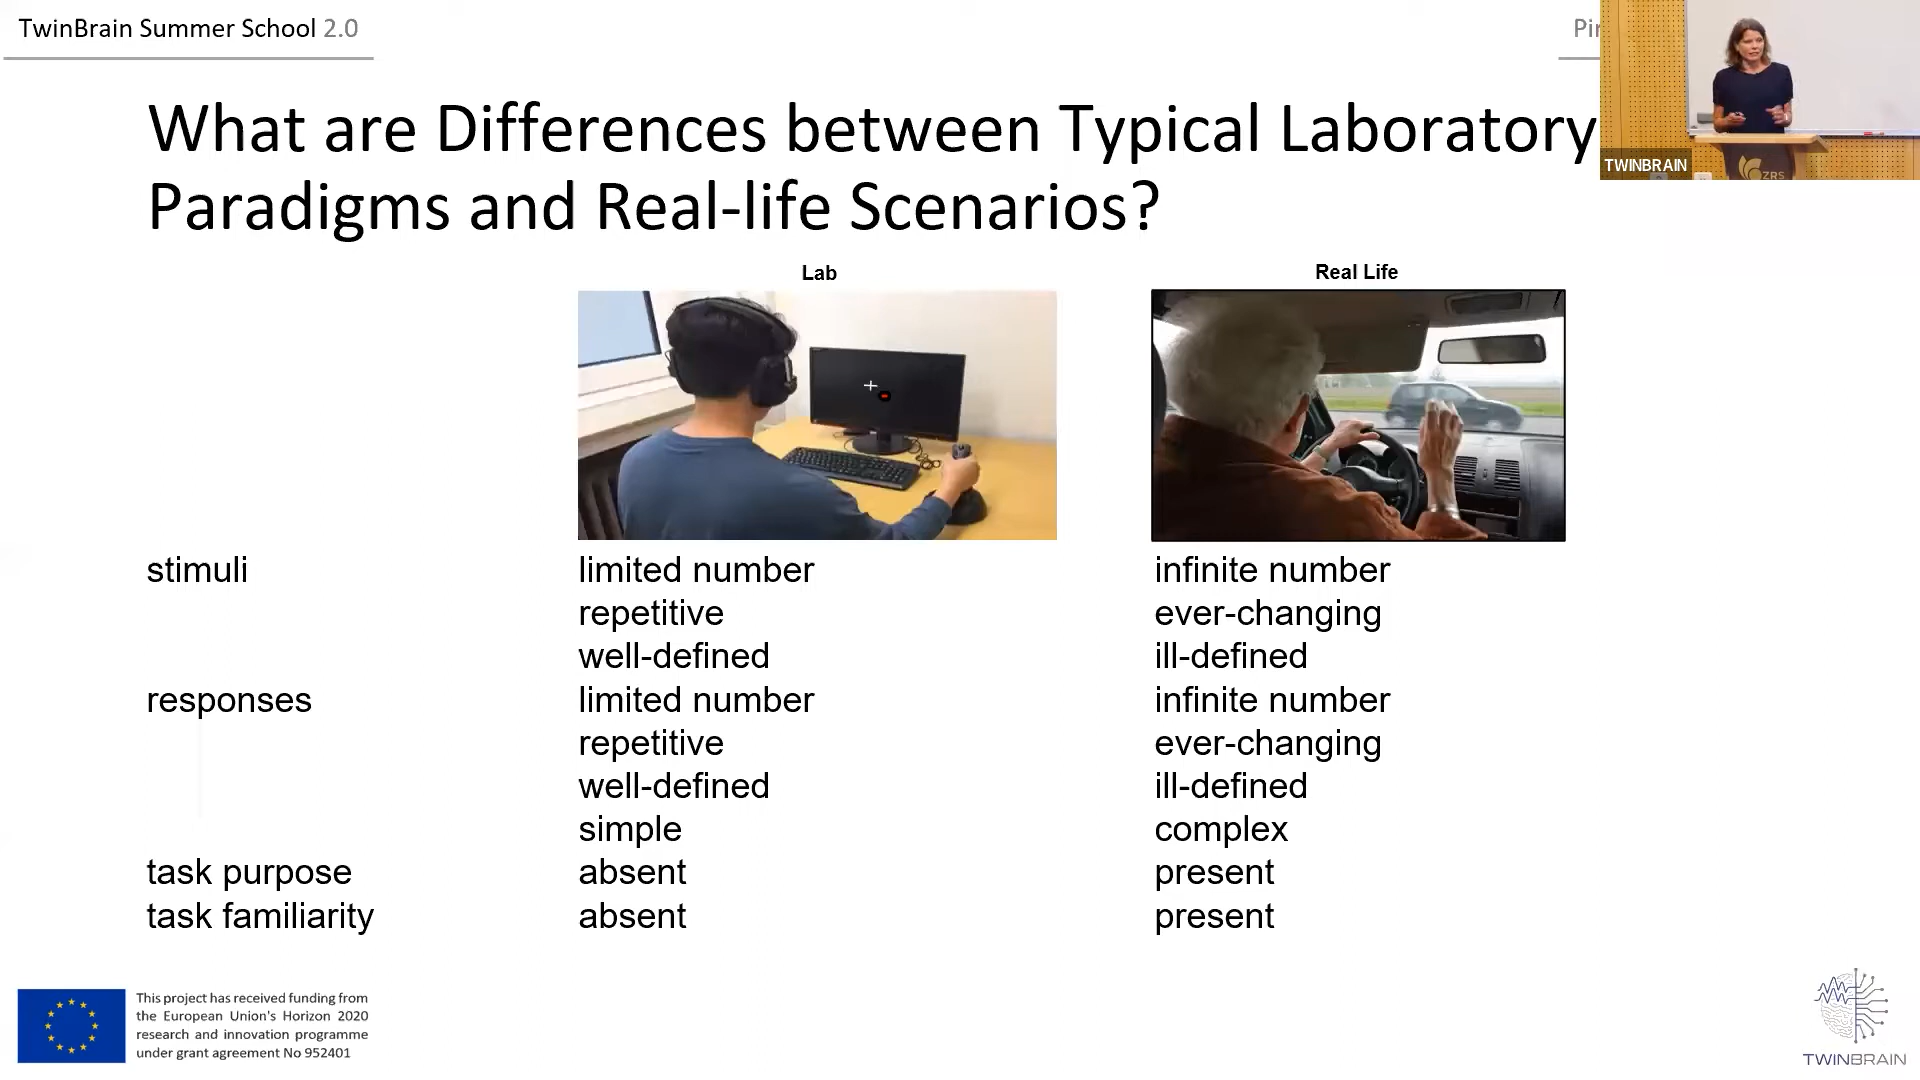 TwinBrain Summer School 2.0
TWINBRAIN
ZRS
What are Differences between Typical Laboratory
Paradigms and Real-life Scenarios?
Lab Real Life
stimuli limited number infinite number
repetitive ever-changing
well-defined ill-defined
responses limited number infinite number
repetitive ever-changing
well-defined ill-defined
simple complex
task purpose absent present
task familiarity absent present
This project has received funding from
the European Union's Horizon 2020
research and innovation programme
under grant agreement No 952401
TWINBRAIN